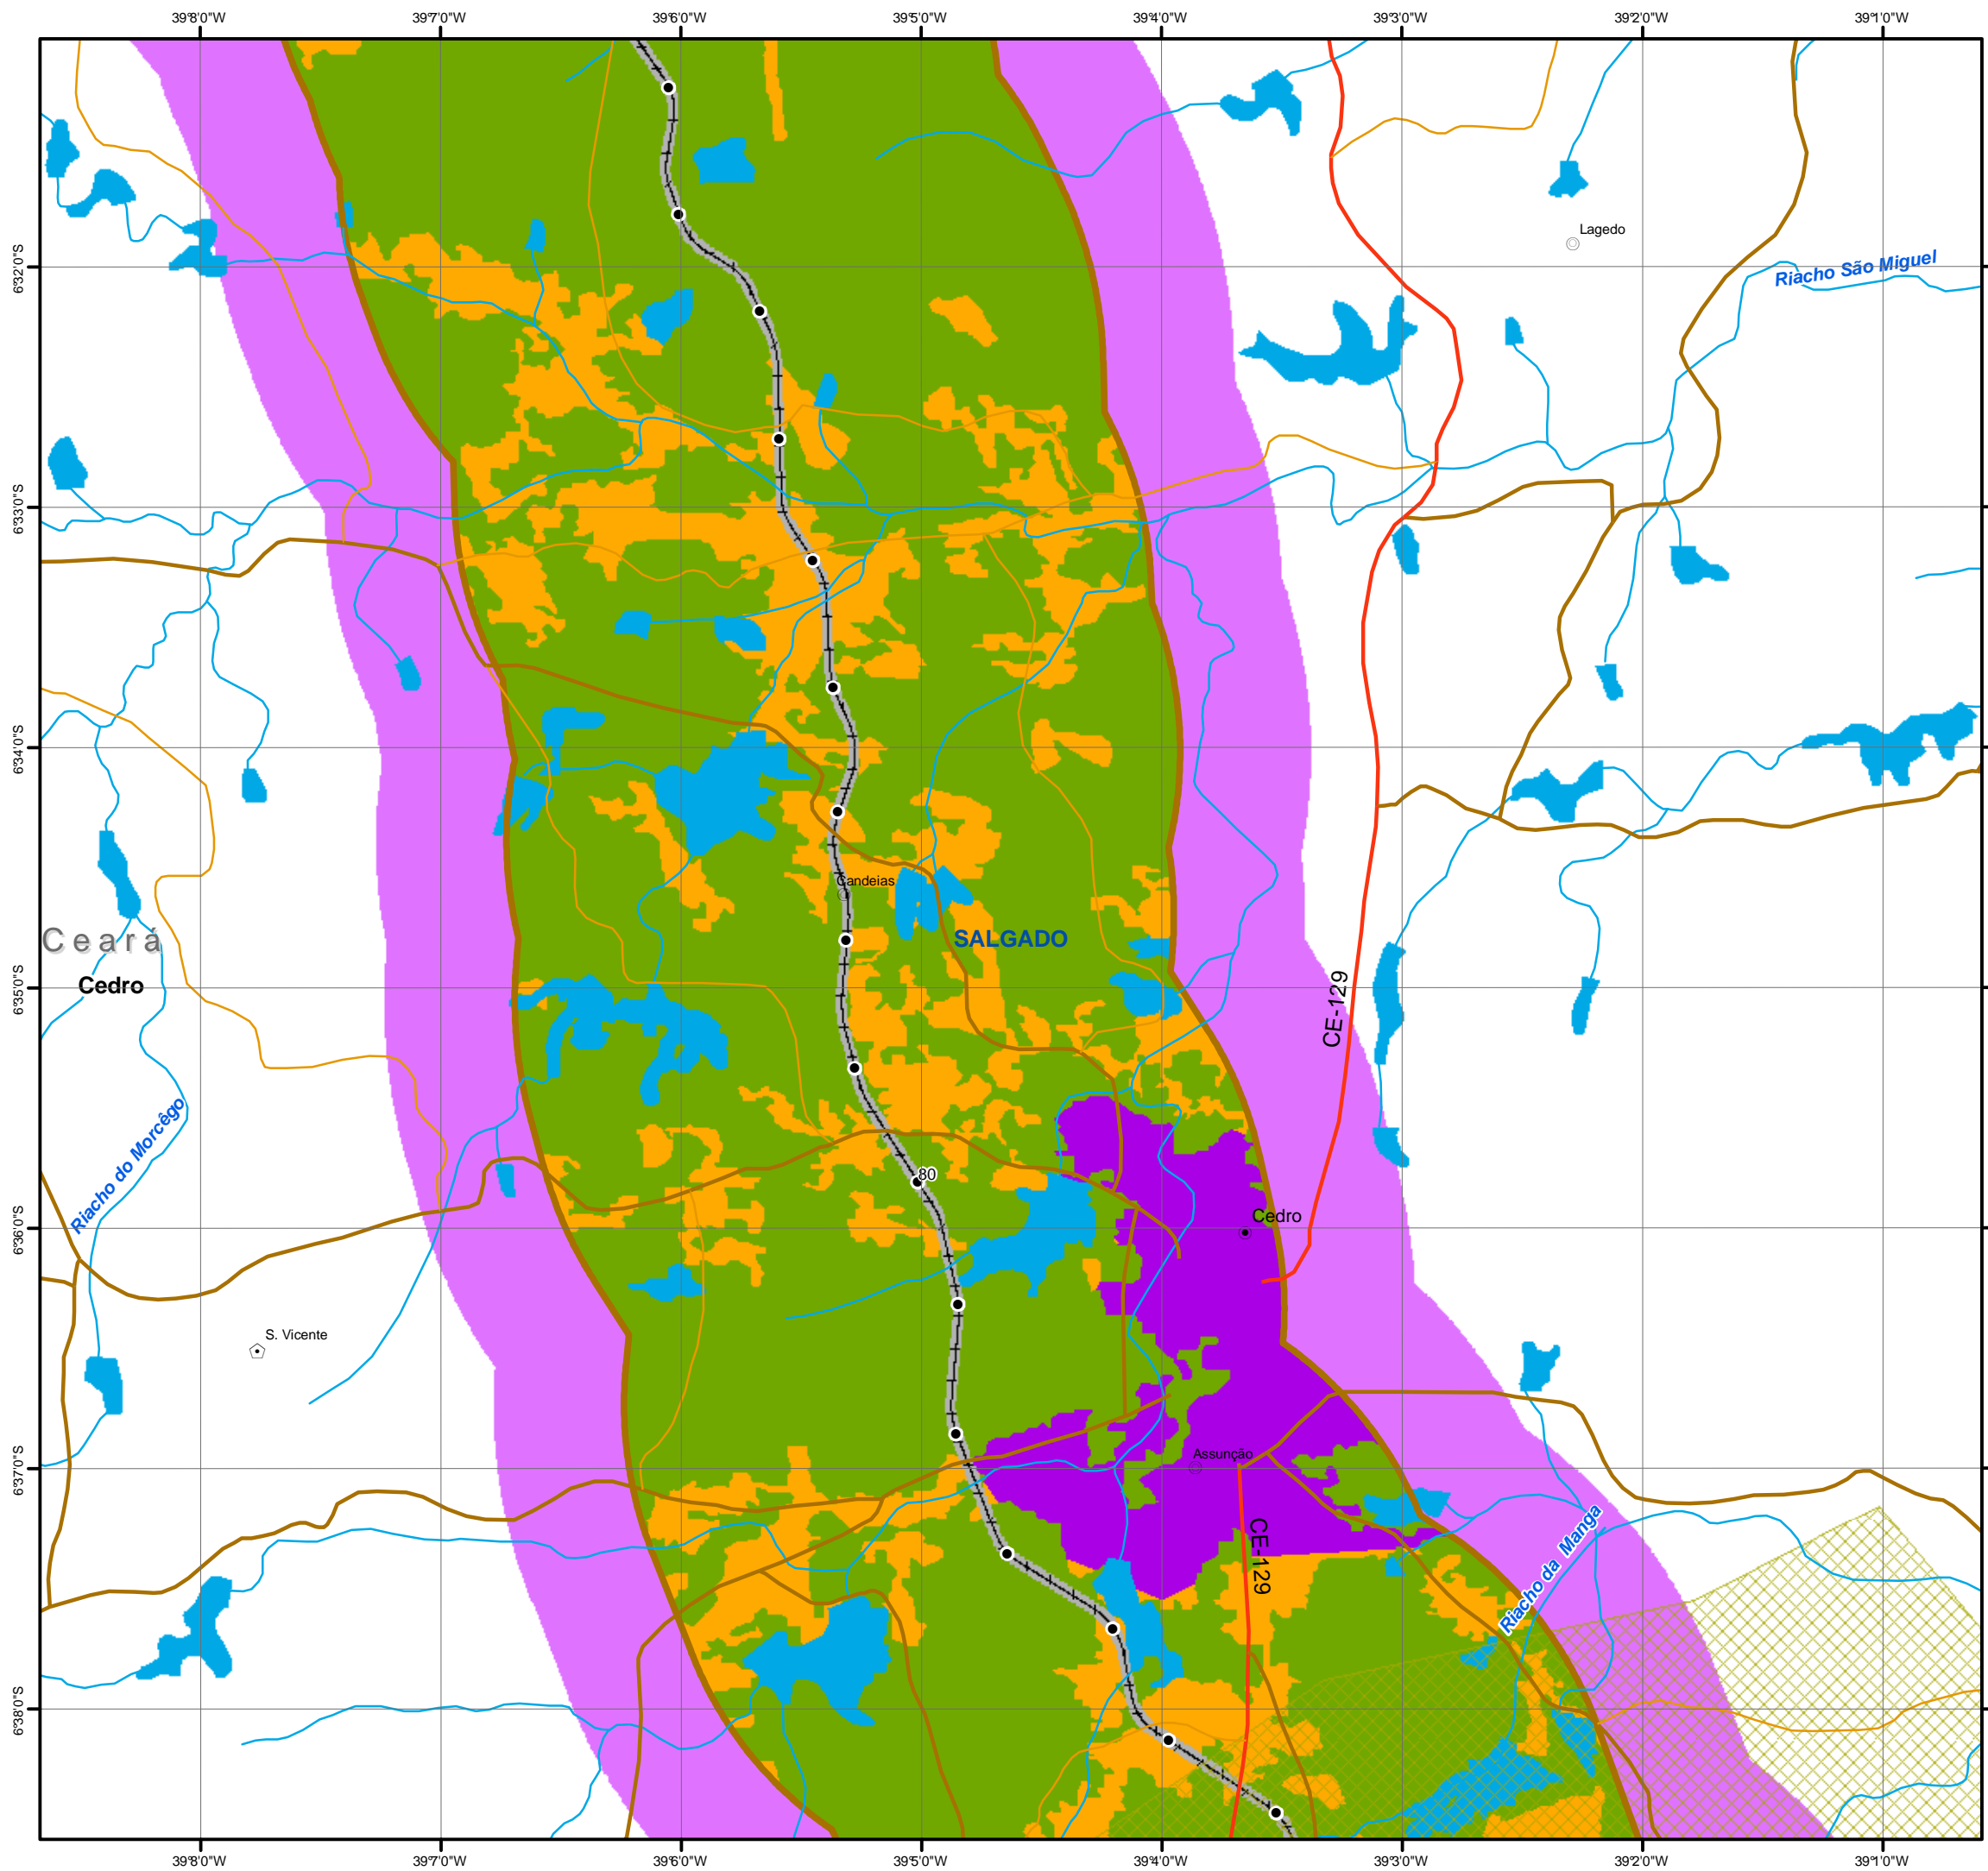 39°8'0"W 39°7'0"W 39°6'0"W 39°5'0"W 39°4'0"W 39°3'0"W 39°2'0"W 39°1'0"W
Lagedo
6°32'0"S
Riacho São Miguel
6°33'0"S
6°34'0"S
Candeias
SALGADO
Ceará
Cedro
6°35'0"S
CE-129
Riacho do Morcêgo
80
Cedro
6°36'0"S
S. Vicente
Assunção
6°37'0"S
CE-129
Riacho da Manga
6°38'0"S
39°8'0"W 39°7'0"W 39°6'0"W 39°5'0"W 39°4'0"W 39°3'0"W 39°2'0"W 39°1'0"W